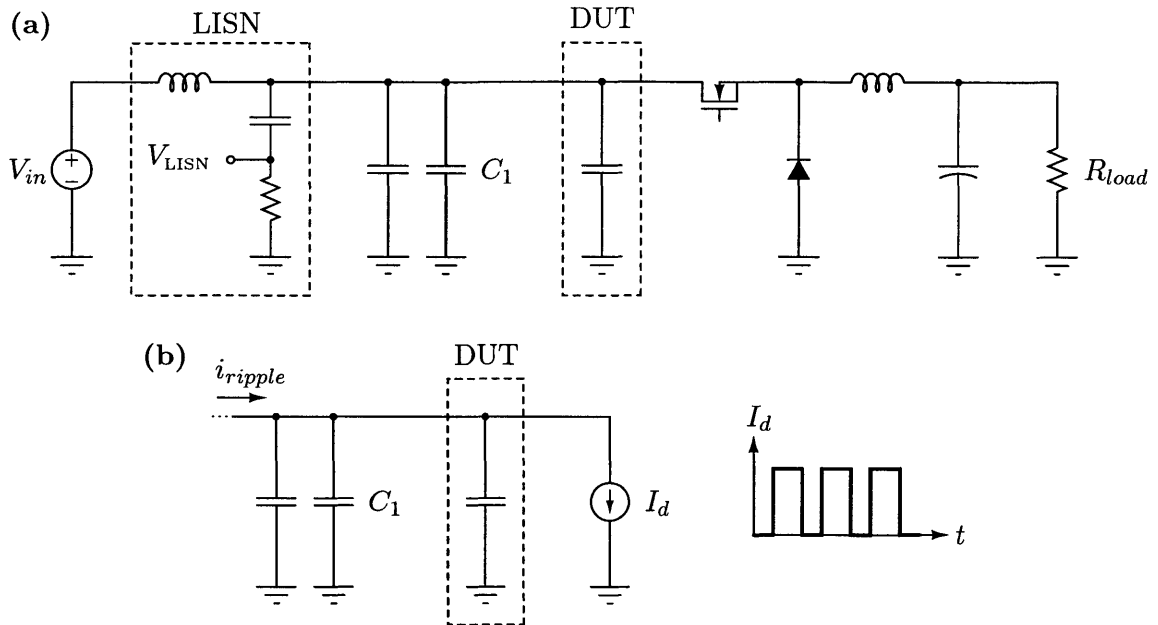 (a)
LISN
DUT
V_in
+
−
V_LISN
C_1
R_load
(b)
DUT
i_ripple
C_1
I_d
I_d
t